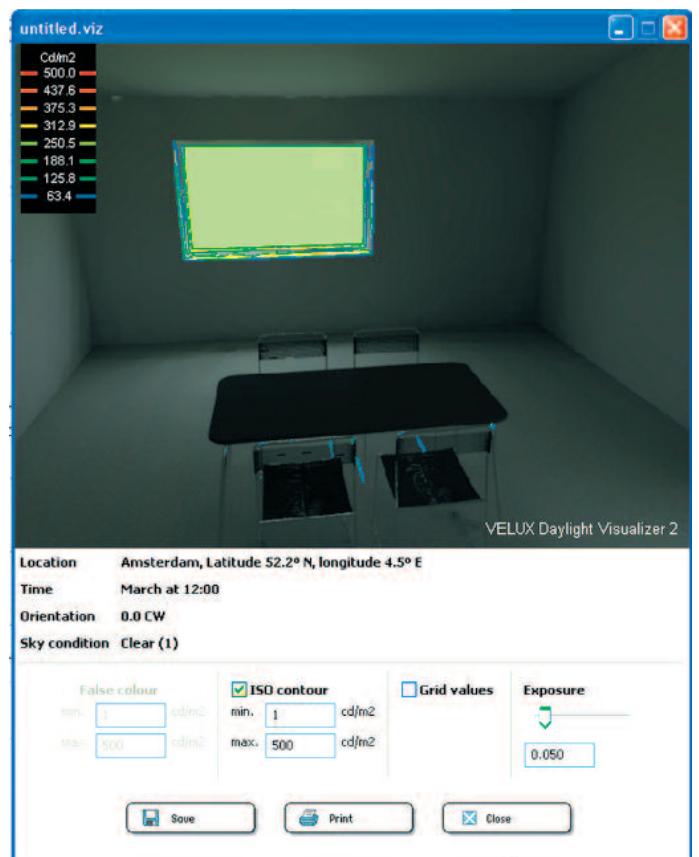 untitled.viz
Cd/m2
500.0
437.6
375.3
312.9
250.5
188.1
125.8
63.4
VELUX Daylight Visualizer 2
Location Amsterdam, Latitude 52.2º N, longitude 4.5º E
Time March at 12:00
Orientation 0.0 CW
Sky condition Clear (1)
False colour ISO contour Grid values Exposure
min. 1 cd/m2 min. 1 cd/m2
max. 500 cd/m2 max. 500 cd/m2 0.050
Save Print Close